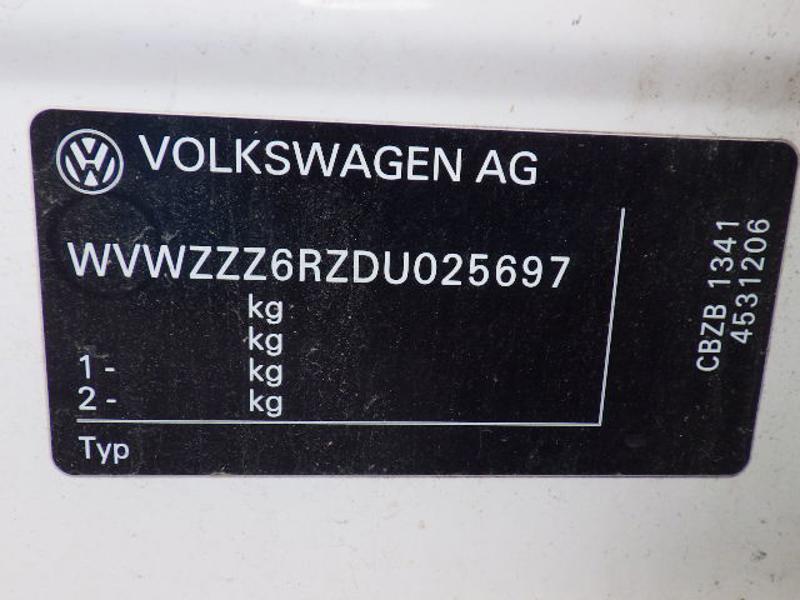 VOLKSWAGEN AG
WVWZZZ6RZDU025697
kg
kg
1 - kg
2 - kg
Typ
CBZB 1341
4531206